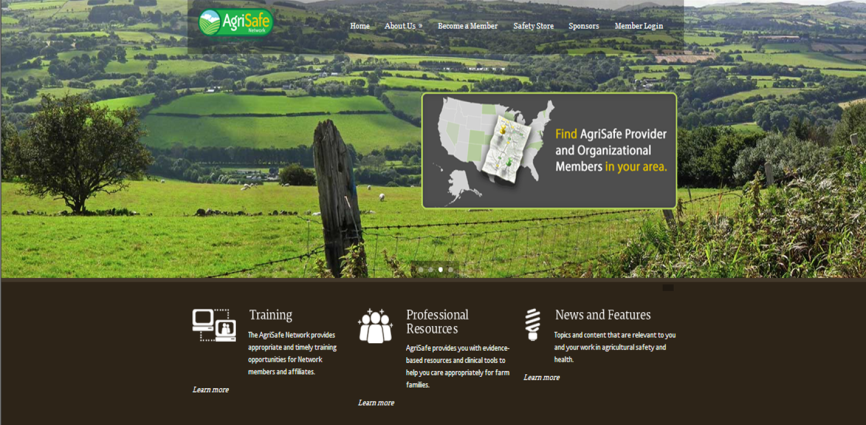 AgriSafe
Network
Home About Us Become a Member Safety Store Sponsors Member Login
Find AgriSafe Provider
and Organizational
Members in your area.
Training
The AgriSafe Network provides
appropriate and timely training
opportunities for Network
members and affiliates.
Learn more
Professional
Resources
AgriSafe provides you with evidence-
based resources and clinical tools to
help you care appropriately for farm
families.
Learn more
News and Features
Topics and content that are relevant to you
and your work in agricultural safety and
health.
Learn more